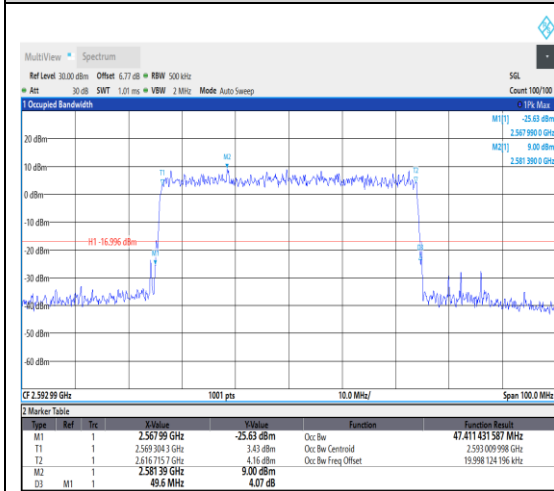 MultiView Spectrum
Ref Level 30.00 dBm Offset 6.77 dB RBW 500 kHz SGL
Att 30 dB SWT 1.01 ms VBW 2 MHz Mode Auto Sweep Count 100/100
1 Occupied Bandwidth 1Pk Max
M1[1] -25.63 dBm
2.567 990 0 GHz
M2[1] 9.00 dBm
2.581 390 0 GHz
20 dBm
M2
10 dBm
T1
0 dBm
-10 dBm
H1 -16.996 dBm
-20 dBm
M1
-30 dBm
-40 dBm
-50 dBm
-60 dBm
CF 2.592 99 GHz 1001 pts 10.0 MHz/ Span 100.0 MHz
2 Marker Table
Type Ref Trc X-Value Y-Value Function Function Result
M1 1 2.567 99 GHz -25.63 dBm Occ Bw 47.411 431 587 MHz
T1 1 2.569 304 3 GHz 3.43 dBm Occ Bw Centroid 2.593 009 998 GHz
T2 1 2.616 715 7 GHz 4.16 dBm Occ Bw Freq Offset 19.998 124 196 kHz
M2 1 2.581 39 GHz 9.00 dBm
D3 M1 1 49.6 MHz 4.07 dB